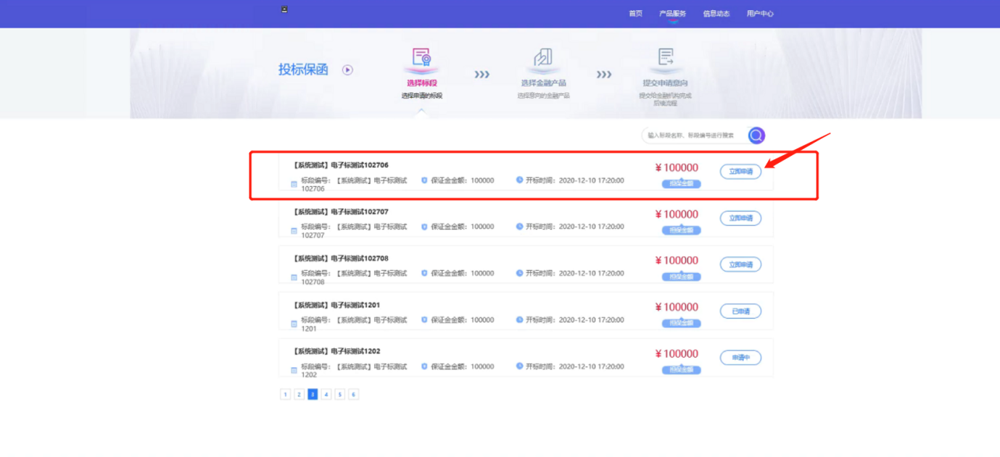 首页 产品服务 信息动态 用户中心
投标保函
选择标段
选择申请的标段
选择金融产品
选择意向的金融产品
提交申请意向
提交给金融机构完成
后续流程
输入标段名称、标段编号进行搜索
【系统测试】电子标测试102706
标段编号：【系统测试】电子标测试
102706
保证金金额：100000
开标时间：2020-12-10 17:20:00
￥100000
担保金额
立即申请
【系统测试】电子标测试102707
标段编号：【系统测试】电子标测试
102707
保证金金额：100000
开标时间：2020-12-10 17:20:00
￥100000
担保金额
立即申请
【系统测试】电子标测试102708
标段编号：【系统测试】电子标测试
102708
保证金金额：100000
开标时间：2020-12-10 17:20:00
￥100000
担保金额
立即申请
【系统测试】电子标测试1201
标段编号：【系统测试】电子标测试
1201
保证金金额：100000
开标时间：2020-12-10 17:20:00
￥100000
担保金额
已申请
【系统测试】电子标测试1202
标段编号：【系统测试】电子标测试
1202
保证金金额：100000
开标时间：2020-12-10 17:20:00
￥100000
担保金额
申请中
1 2 3 4 5 6